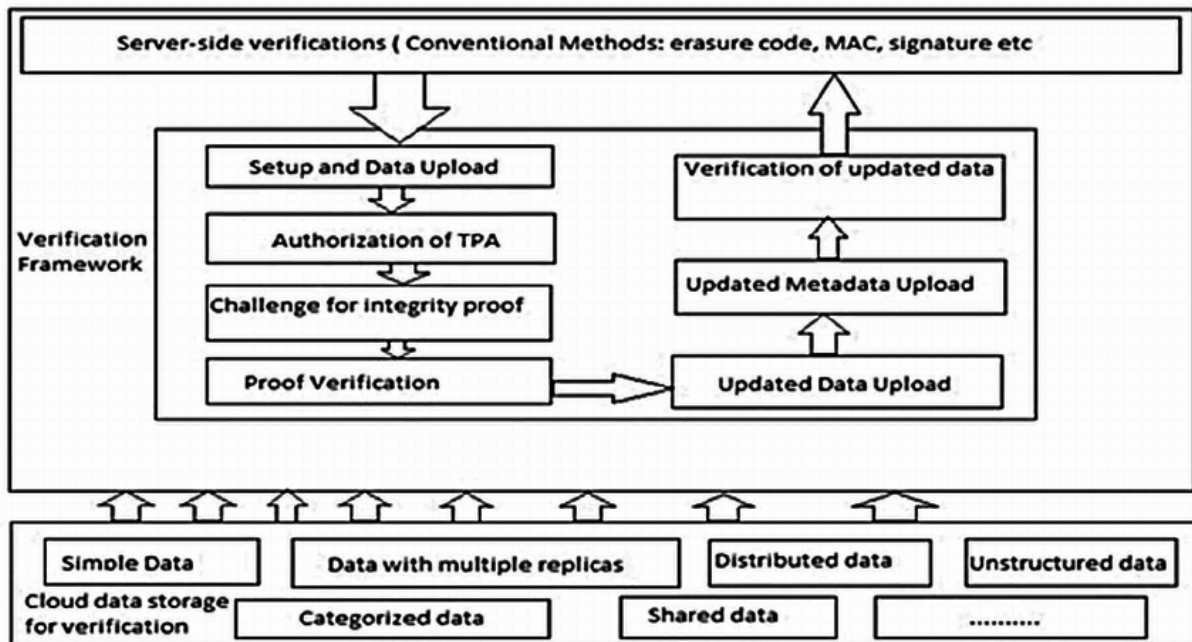 Server-side verifications ( Conventional Methods: erasure code, MAC, signature etc
Setup and Data Upload
Authorization of TPA
Challenge for integrity proof
Proof Verification
Verification of updated data
Updated Metadata Upload
Updated Data Upload
Verification
Framework
Simple Data
Data with multiple replicas
Distributed data
Unstructured data
Cloud data storage
for verification
Categorized data
Shared data
..........